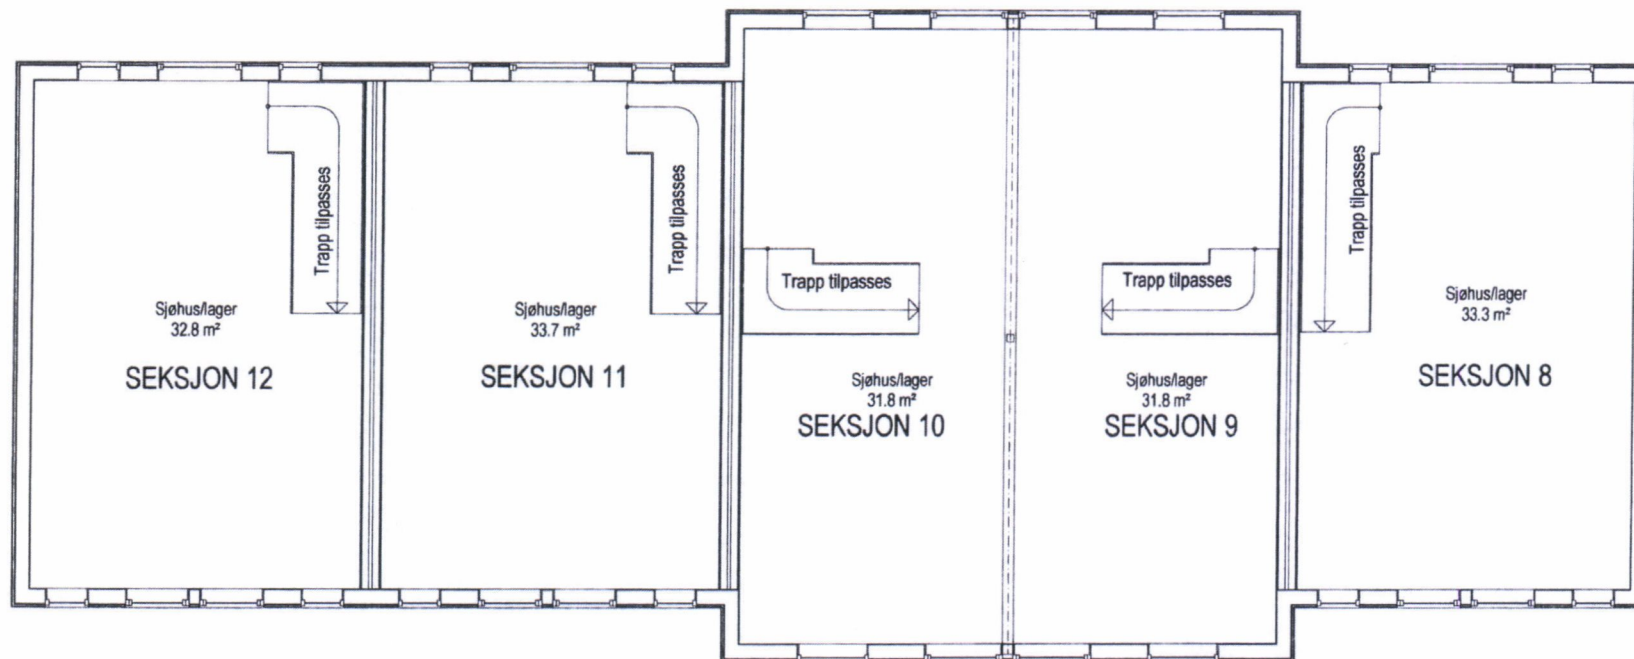 Trapp tilpasses
Sjøhus/lager
32.8 m²
SEKSJON 12
Trapp tilpasses
Sjøhus/lager
33.7 m²
SEKSJON 11
Trapp tilpasses
Sjøhus/lager
31.8 m²
SEKSJON 10
Trapp tilpasses
Sjøhus/lager
31.8 m²
SEKSJON 9
Trapp tilpasses
Sjøhus/lager
33.3 m²
SEKSJON 8